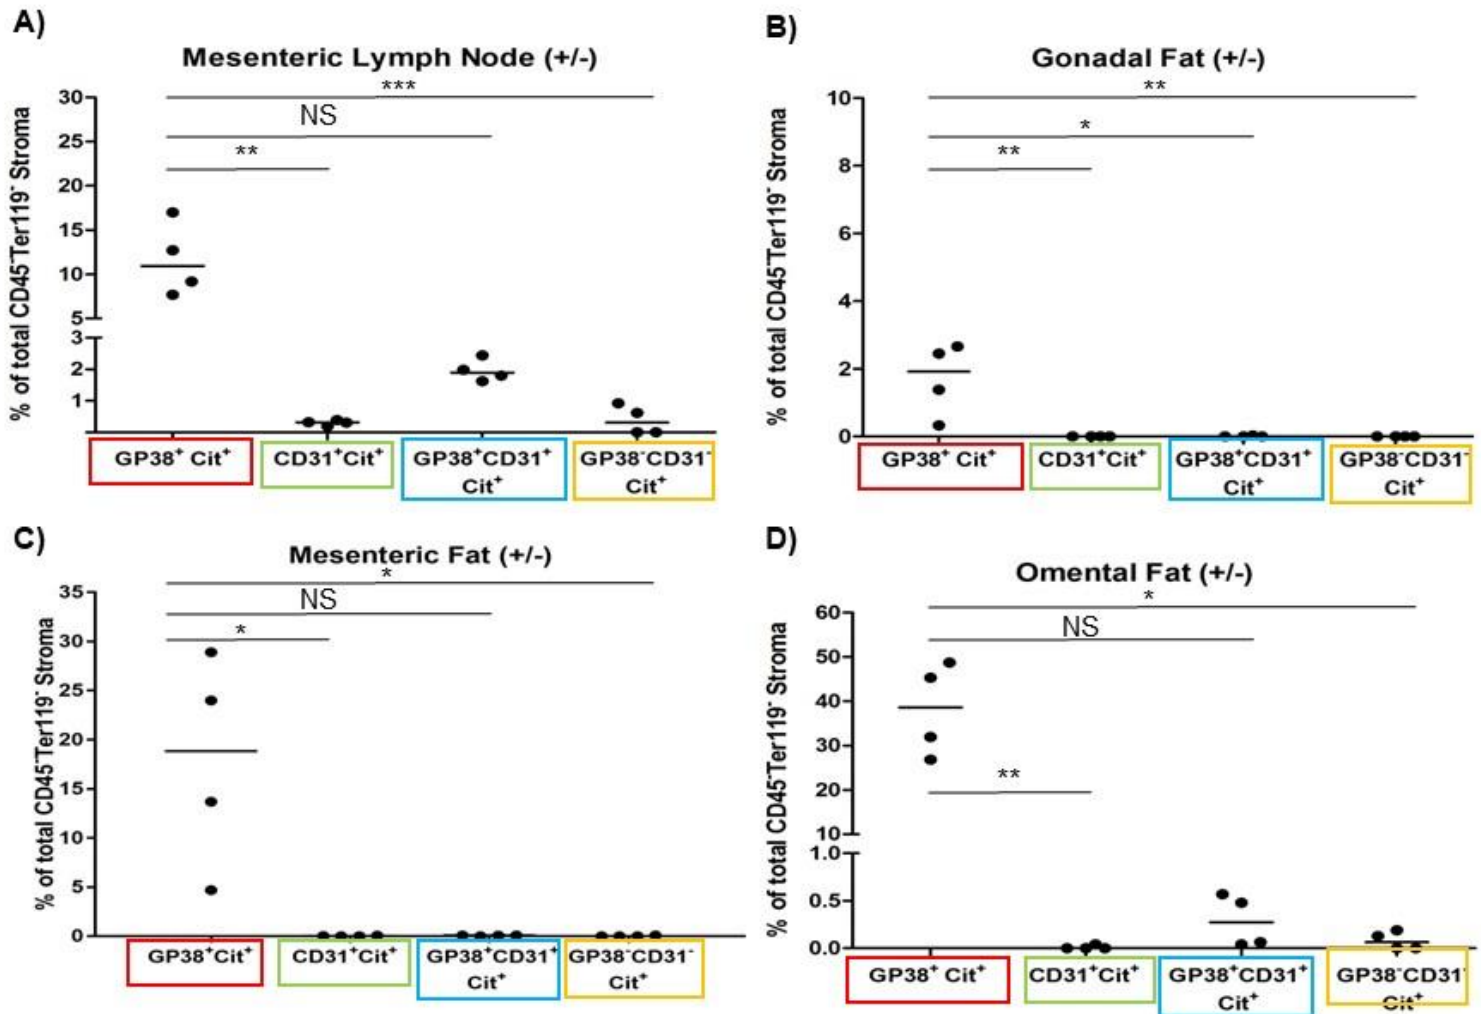 A)
Mesenteric Lymph Node (+/-)
% of total CD45⁻Ter119⁻ Stroma
30
25
20
15
10
5
3
2
1
***
NS
**
GP38⁺ Cit⁺
CD31⁺Cit⁺
GP38⁺CD31⁺
Cit⁺
GP38⁻CD31⁻
Cit⁺
B)
Gonadal Fat (+/-)
% of total CD45⁻Ter119⁻ Stroma
10
8
6
4
2
0
**
*
**
GP38⁺ Cit⁺
CD31⁺Cit⁺
GP38⁺CD31⁺
Cit⁺
GP38⁻CD31⁻
Cit⁺
C)
Mesenteric Fat (+/-)
% of total CD45⁻Ter119⁻ Stroma
35
30
25
20
15
10
5
0
*
NS
*
GP38⁺Cit⁺
CD31⁺Cit⁺
GP38⁺CD31⁺
Cit⁺
GP38⁻CD31⁻
Cit⁺
D)
Omental Fat (+/-)
% of total CD45⁻Ter119⁻ Stroma
60
50
40
30
20
10
1.0
0.5
0.0
*
NS
**
GP38⁺ Cit⁺
CD31⁺Cit⁺
GP38⁺CD31⁺
Cit⁺
GP38⁻CD31⁻
Cit⁺